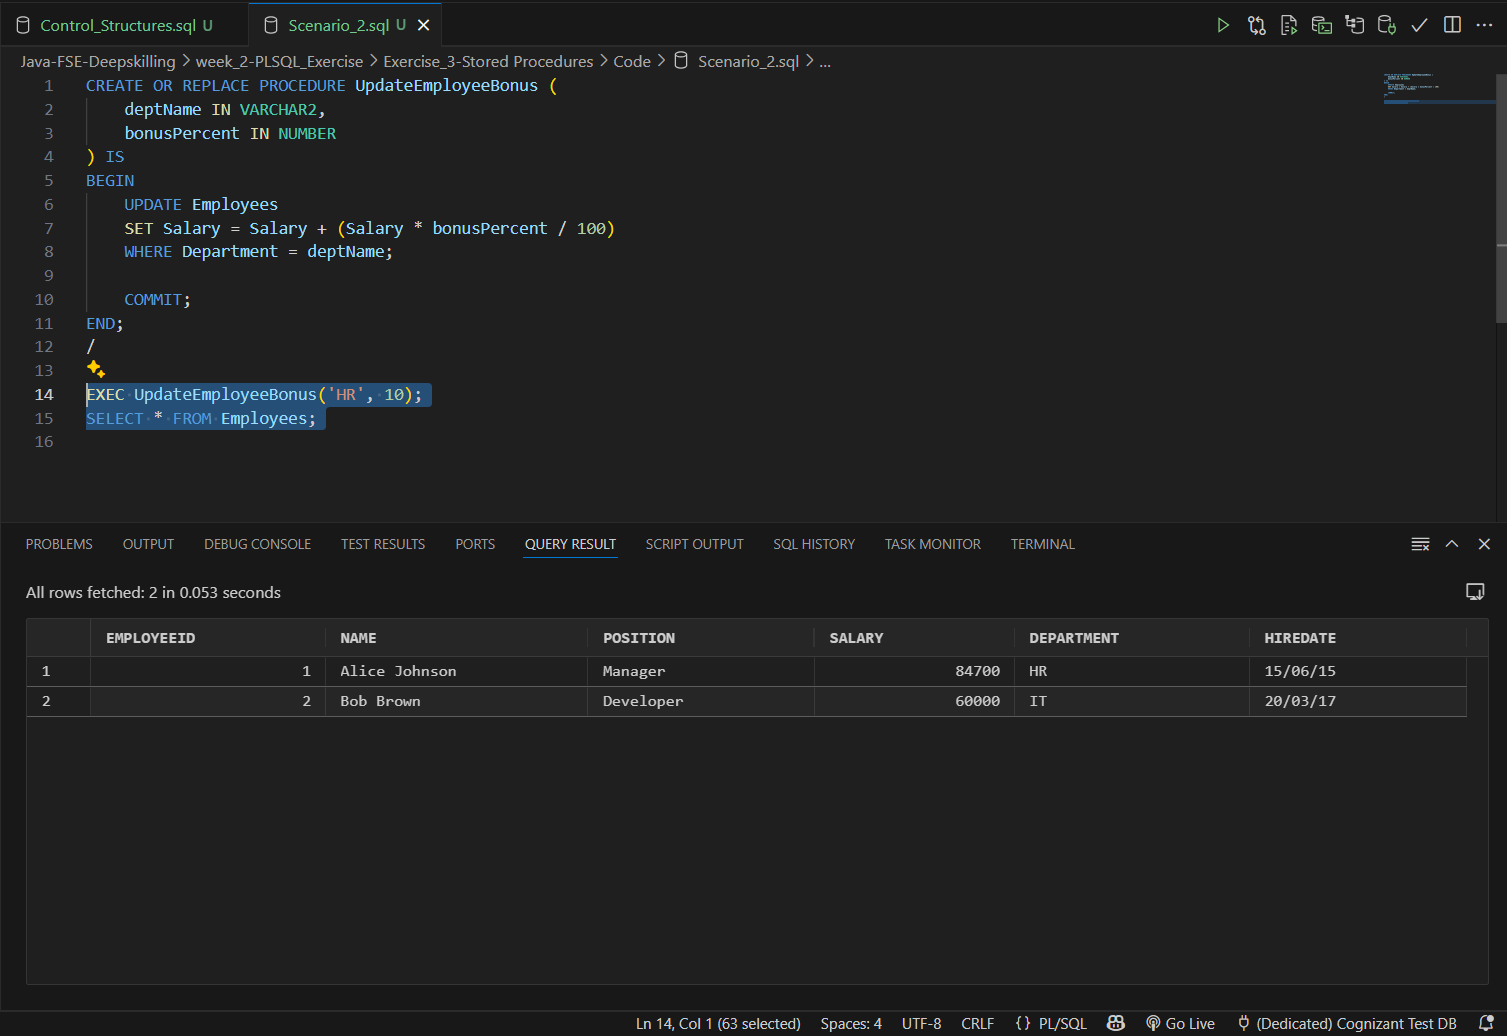 Control_Structures.sql U
Scenario_2.sql U
Java-FSE-Deepskilling > week_2-PLSQL_Exercise > Exercise_3-Stored Procedures > Code > Scenario_2.sql > ...
1 CREATE OR REPLACE PROCEDURE UpdateEmployeeBonus (
2 deptName IN VARCHAR2,
3 bonusPercent IN NUMBER
4 ) IS
5 BEGIN
6 UPDATE Employees
7 SET Salary = Salary + (Salary * bonusPercent / 100)
8 WHERE Department = deptName;
9
10 COMMIT;
11 END;
12 /
13
14 EXEC UpdateEmployeeBonus('HR', 10);
15 SELECT * FROM Employees;
16
PROBLEMS OUTPUT DEBUG CONSOLE TEST RESULTS PORTS QUERY RESULT SCRIPT OUTPUT SQL HISTORY TASK MONITOR TERMINAL
All rows fetched: 2 in 0.053 seconds
EMPLOYEEID NAME POSITION SALARY DEPARTMENT HIREDATE
1 1 Alice Johnson Manager 84700 HR 15/06/15
2 2 Bob Brown Developer 60000 IT 20/03/17
Ln 14, Col 1 (63 selected) Spaces: 4 UTF-8 CRLF {} PL/SQL Go Live (Dedicated) Cognizant Test DB